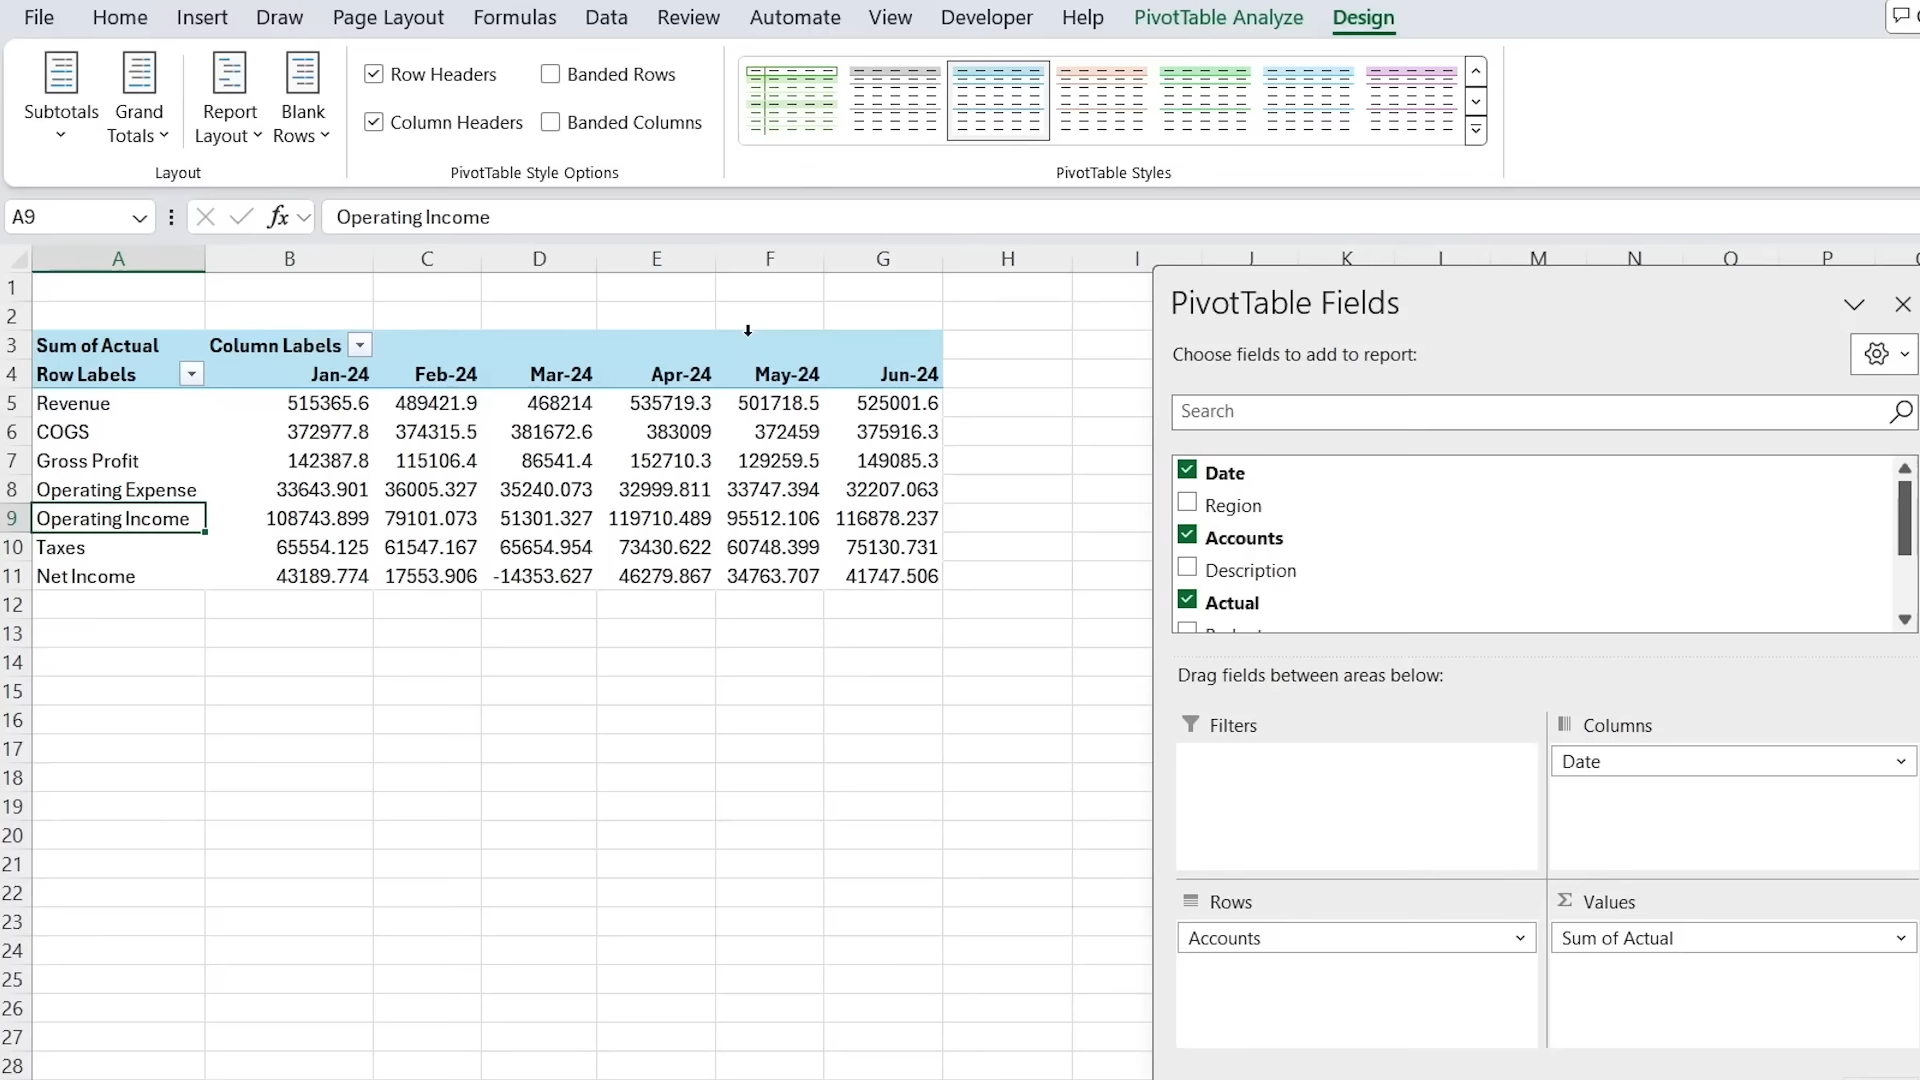 File Home Insert Draw Page Layout Formulas Data Review Automate View Developer Help PivotTable Analyze Design
Subtotals
Grand Totals
Report Layout
Blank Rows
Row Headers Banded Rows
Column Headers Banded Columns
Layout PivotTable Style Options PivotTable Styles
A9 fx Operating Income
A B C D E F G H I J K L M N O P
1
2
3 Sum of Actual Column Labels
4 Row Labels Jan-24 Feb-24 Mar-24 Apr-24 May-24 Jun-24
5 Revenue 515365.6 489421.9 468214 535719.3 501718.5 525001.6
6 COGS 372977.8 374315.5 381672.6 383009 372459 375916.3
7 Gross Profit 142387.8 115106.4 86541.4 152710.3 129259.5 149085.3
8 Operating Expense 33643.901 36005.327 35240.073 32999.811 33747.394 32207.063
9 Operating Income 108743.899 79101.073 51301.327 119710.489 95512.106 116878.237
10 Taxes 65554.125 61547.167 65654.954 73430.622 60748.399 75130.731
11 Net Income 43189.774 17553.906 -14353.627 46279.867 34763.707 41747.506
12
13
14
15
16
17
18
19
20
21
22
23
24
25
26
27
28
PivotTable Fields
Choose fields to add to report:
Search
Date
Region
Accounts
Description
Actual
Drag fields between areas below:
Filters
Columns
Date
Rows
Accounts
Σ Values
Sum of Actual